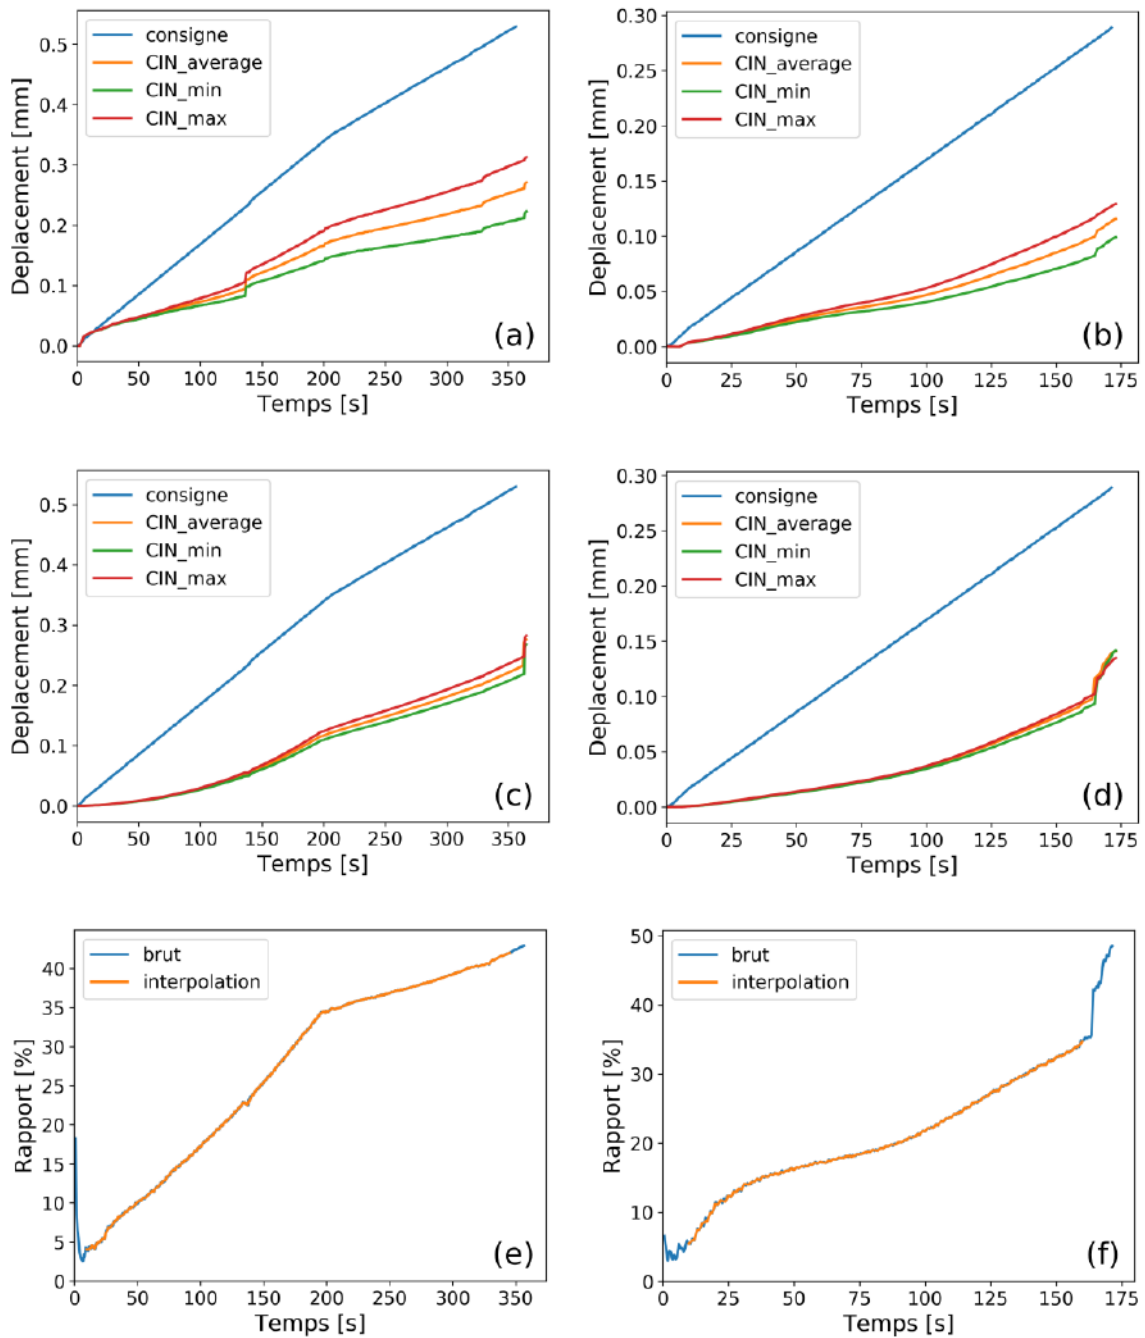 consigne
CIN_average
CIN_min
CIN_max
Deplacement [mm]
0.5
0.4
0.3
0.2
0.1
0.0
0 50 100 150 200 250 300 350
Temps [s]
(a)
consigne
CIN_average
CIN_min
CIN_max
Deplacement [mm]
0.30
0.25
0.20
0.15
0.10
0.05
0.00
0 25 50 75 100 125 150 175
Temps [s]
(b)
consigne
CIN_average
CIN_min
CIN_max
Deplacement [mm]
0.5
0.4
0.3
0.2
0.1
0.0
0 50 100 150 200 250 300 350
Temps [s]
(c)
consigne
CIN_average
CIN_min
CIN_max
Deplacement [mm]
0.30
0.25
0.20
0.15
0.10
0.05
0.00
0 25 50 75 100 125 150 175
Temps [s]
(d)
brut
interpolation
Rapport [%]
40
35
30
25
20
15
10
5
0
0 50 100 150 200 250 300 350
Temps [s]
(e)
brut
interpolation
Rapport [%]
50
40
30
20
10
0
0 25 50 75 100 125 150 175
Temps [s]
(f)